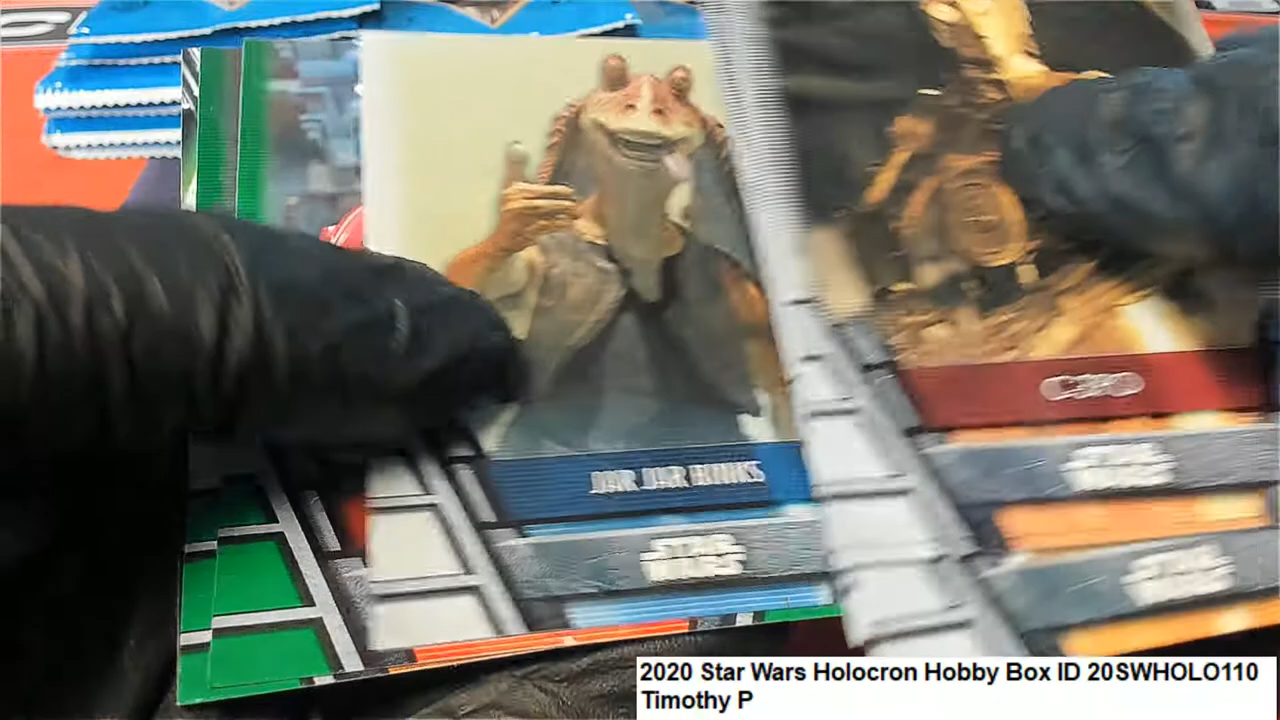 JAR JAR BINKS
STAR
WARS
C-3PO
STAR
WARS
STAR
WARS
2020 Star Wars Holocron Hobby Box ID 20SWHOLO110
Timothy P